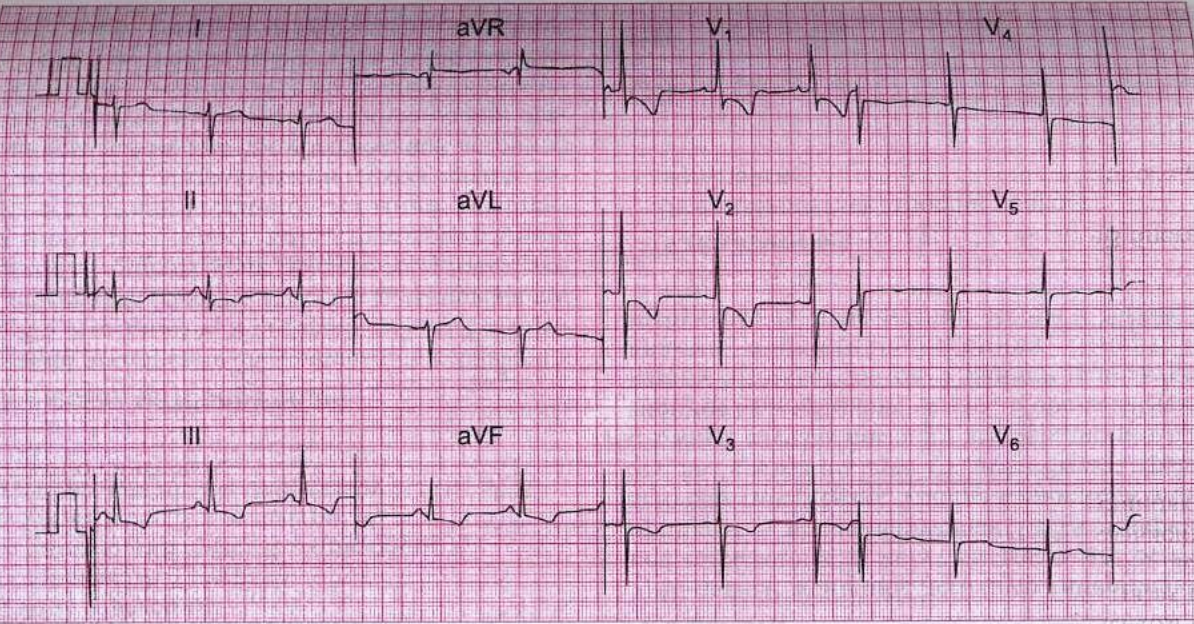 I aVR V₁ V₄
II aVL V₂ V₅
III aVF V₃ V₆